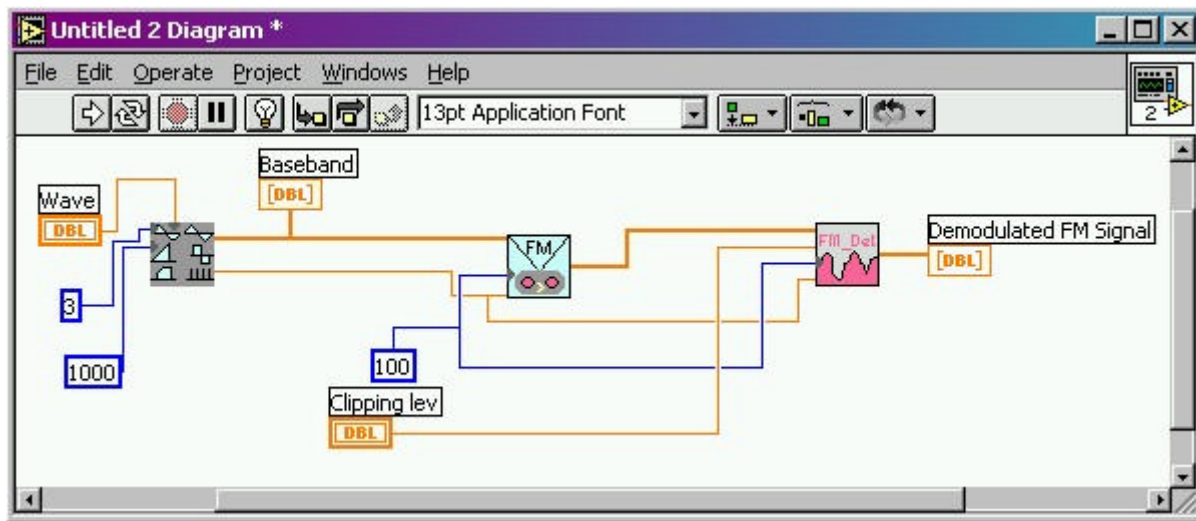 Untitled 2 Diagram *
File Edit Operate Project Windows Help
13pt Application Font
2
Baseband
[DBL]
Wave
DBL
FM
FM_Det
Demodulated FM Signal
[DBL]
3
1000
100
Clipping lev
DBL